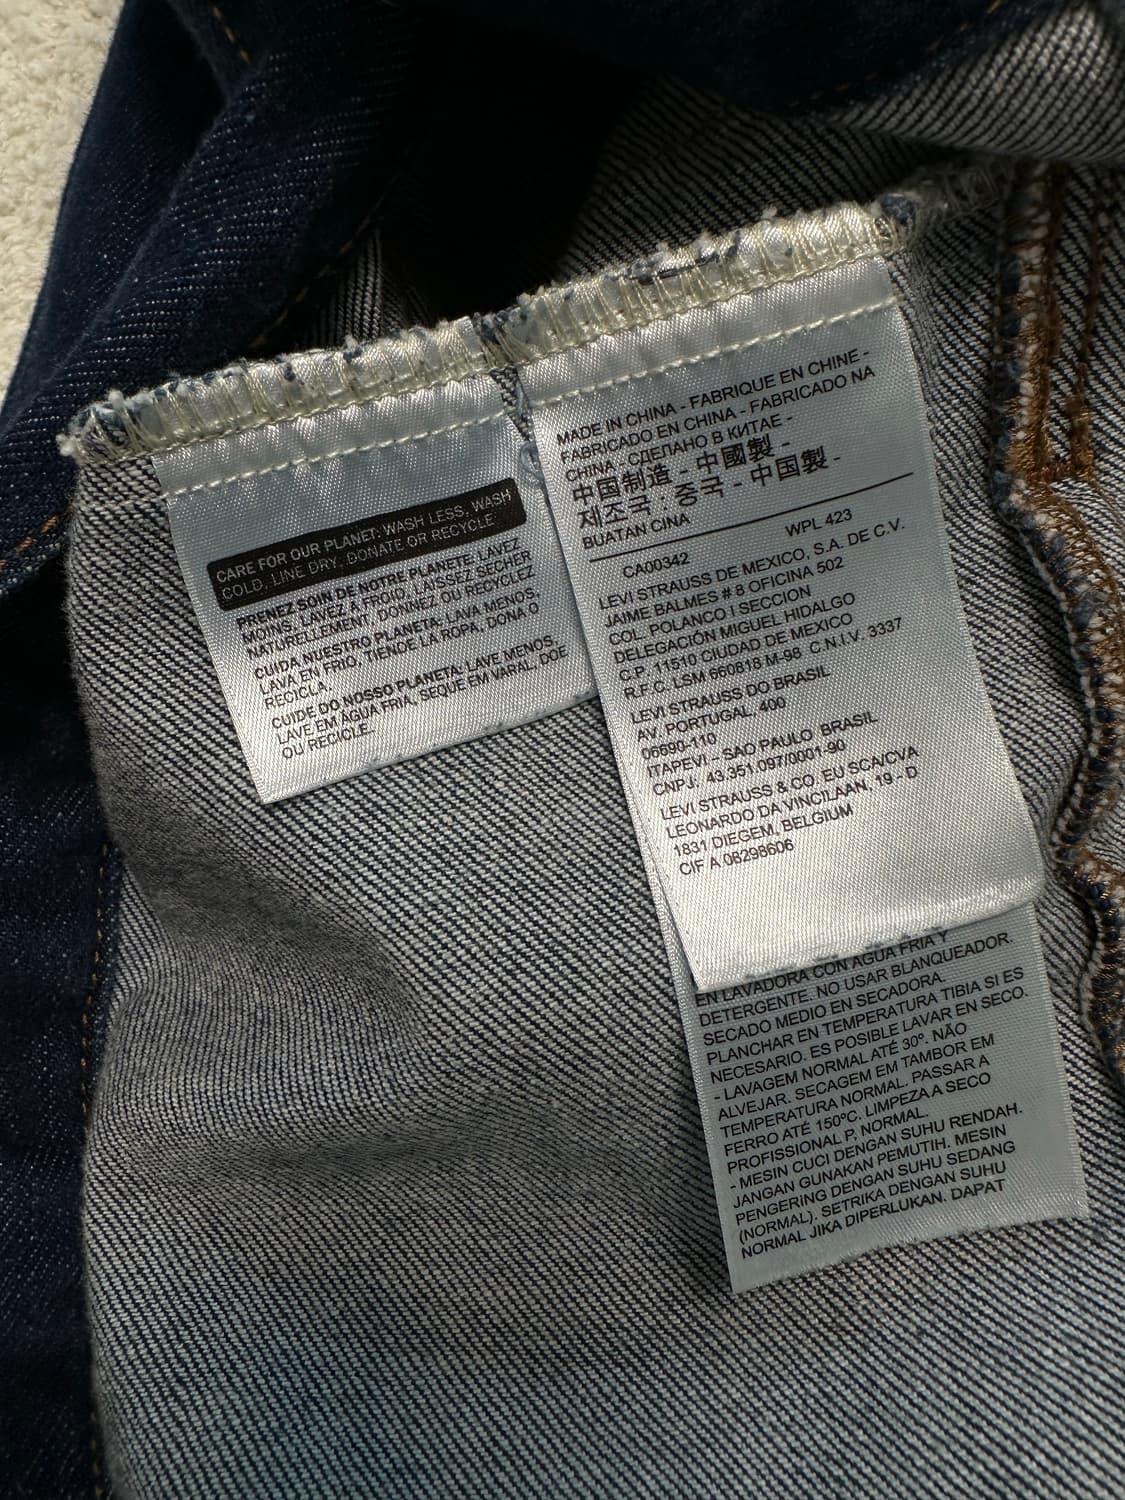 CARE FOR OUR PLANET: WASH LESS, WASH
COLD, LINE DRY, DONATE OR RECYCLE
PRENEZ SOIN DE NOTRE PLANETE: LAVEZ
MOINS, LAVEZ A FROID, LAISSEZ SECHER
NATURELLEMENT, DONNEZ OU RECYCLEZ
CUIDA NUESTRO PLANETA: LAVA MENOS,
LAVA EN FRIO, TIENDE LA ROPA, DONA O
RECICLA.
CUIDE DO NOSSO PLANETA: LAVE MENOS,
LAVE EM ÁGUA FRIA, SEQUE EM VARAL, DOE
OU RECICLE.
MADE IN CHINA - FABRIQUE EN CHINE -
FABRICADO EN CHINA - FABRICADO NA
CHINA - СДЕЛАНО В КИТАЕ -
中国制造 - 中國製 -
제조국 : 중국 - 中国製 -
BUATAN CINA
CA00342 WPL 423
LEVI STRAUSS DE MEXICO, S.A. DE C.V.
JAIME BALMES # 8 OFICINA 502
COL. POLANCO I SECCION
DELEGACIÓN MIGUEL HIDALGO
C.P. 11510 CIUDAD DE MEXICO
R.F.C. LSM 660818 M-98 C.N.I.V. 3337
LEVI STRAUSS DO BRASIL
AV. PORTUGAL, 400
06690-110
ITAPEVI – SAO PAULO BRASIL
CNPJ: 43.351.097/0001-90
LEVI STRAUSS & CO. EU SCA/CVA
LEONARDO DA VINCILAAN, 19 - D
1831 DIEGEM, BELGIUM
CIF A 08298606
EN LAVADORA CON AGUA FRIA Y
DETERGENTE. NO USAR BLANQUEADOR.
SECADO MEDIO EN SECADORA.
PLANCHAR EN TEMPERATURA TIBIA SI ES
NECESARIO. ES POSIBLE LAVAR EN SECO.
- LAVAGEM NORMAL ATÉ 30º. NÃO
ALVEJAR. SECAGEM EM TAMBOR EM
TEMPERATURA NORMAL. PASSAR A
FERRO ATÉ 150ºC. LIMPEZA A SECO
PROFISSIONAL P, NORMAL.
- MESIN CUCI DENGAN SUHU RENDAH.
JANGAN GUNAKAN PEMUTIH. MESIN
PENGERING DENGAN SUHU SEDANG
(NORMAL). SETRIKA DENGAN SUHU
NORMAL JIKA DIPERLUKAN. DAPAT